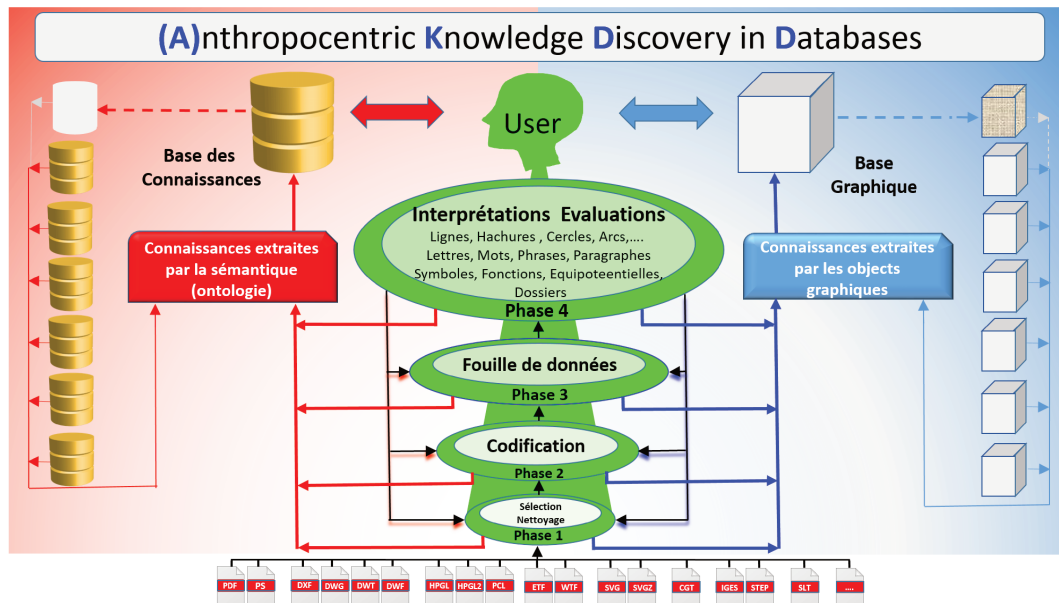 (A)nthropocentric Knowledge Discovery in Databases
User
Base des
Connaissances
Base
Graphique
Interprétations Evaluations
Lignes, Hachures , Cercles, Arcs,....
Lettres, Mots, Phrases, Paragraphes
Symboles, Fonctions, Equipoteentielles,
Dossiers
Phase 4
Connaissances extraites
par la sémantique
(ontologie)
Connaissances extraites
par les objects
graphiques
Fouille de données
Phase 3
Codification
Phase 2
Sélection
Nettoyage
Phase 1
PDF PS DXF DWG DWT DWF HPGL HPGL2 PCL ETF WTF SVG SVGZ CGT IGES STEP SLT ....